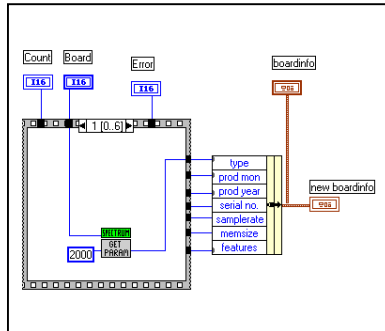 Count
Board
Error
boardinfo
I16
I16
I16
1 [0..6]
type
prod mon
prod year
serial no.
samplerate
memsize
features
new boardinfo
SPECTRUM
GET
PARAM
2000